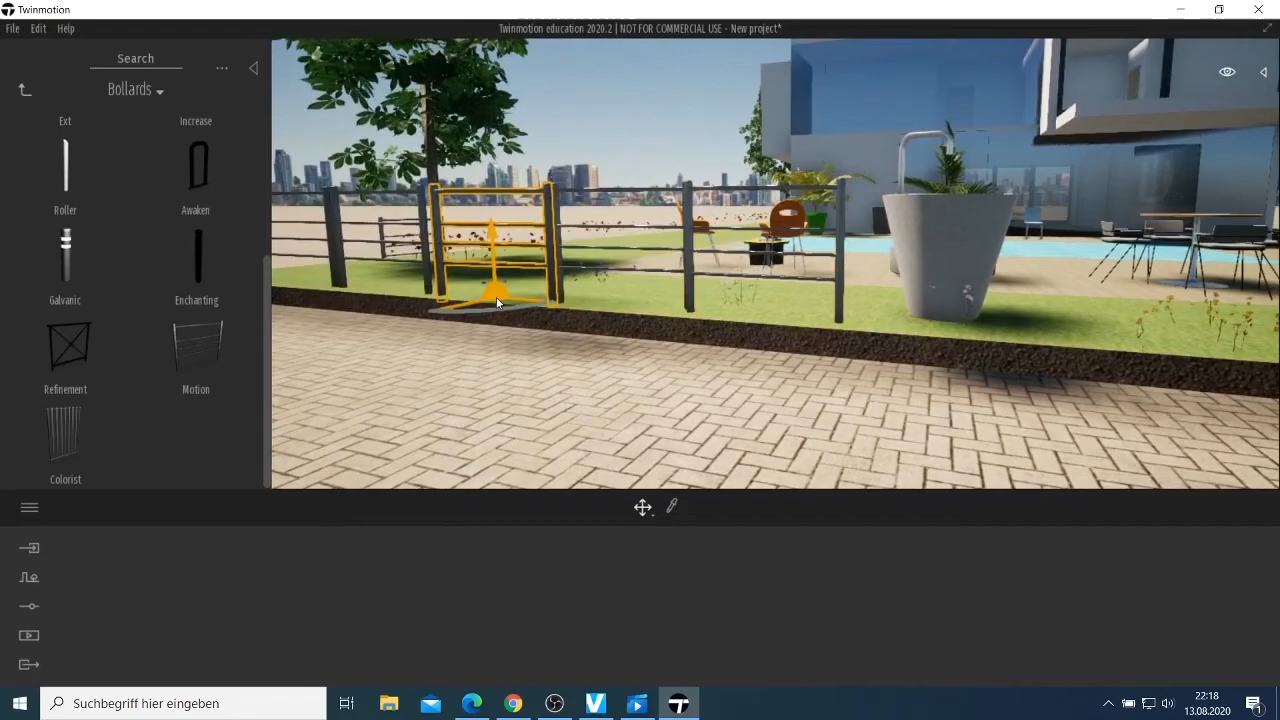 Twinmotion
File Edit Help
Twinmotion education 2020.2 | NOT FOR COMMERCIAL USE - New project*
Search
...
Bollards
Ext Increase
Roller Awaken
Galvanic Enchanting
Refinement Motion
Colorist
Suchbegriff hier eingeben
22:18
13.08.2020
1